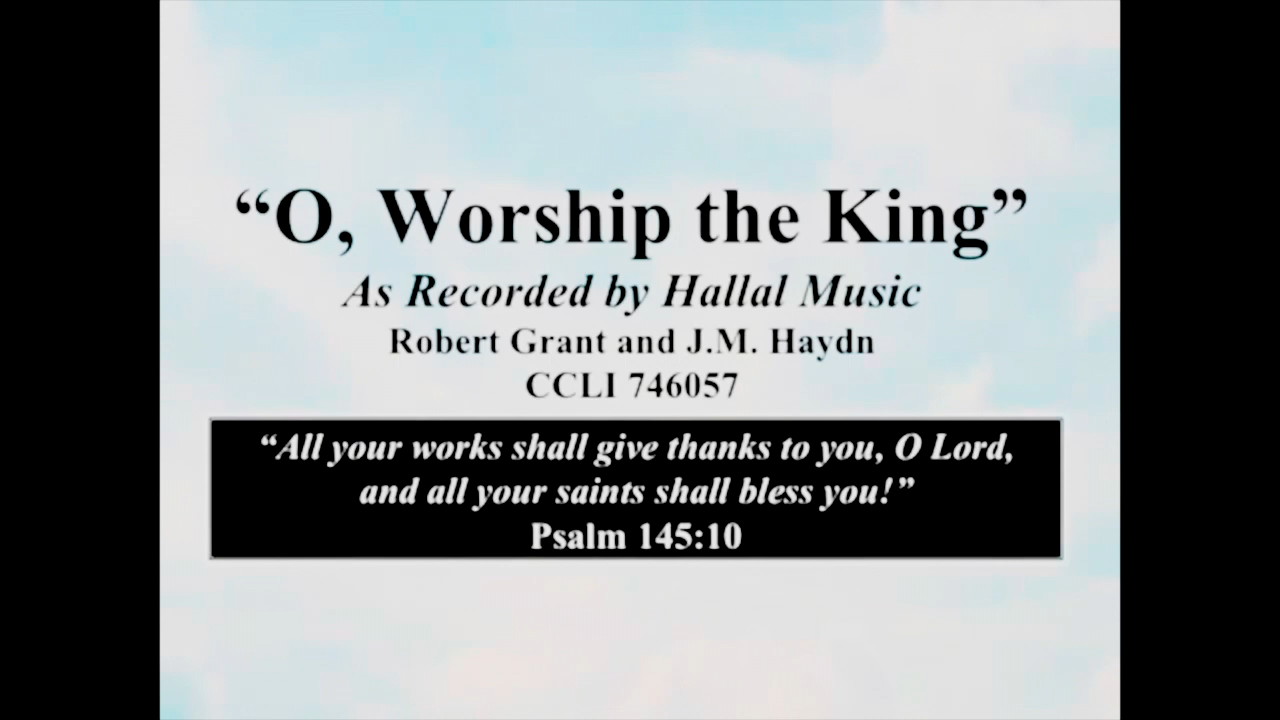 “O, Worship the King”
As Recorded by Hallal Music
Robert Grant and J.M. Haydn
CCLI 746057
“All your works shall give thanks to you, O Lord,
and all your saints shall bless you!”
Psalm 145:10